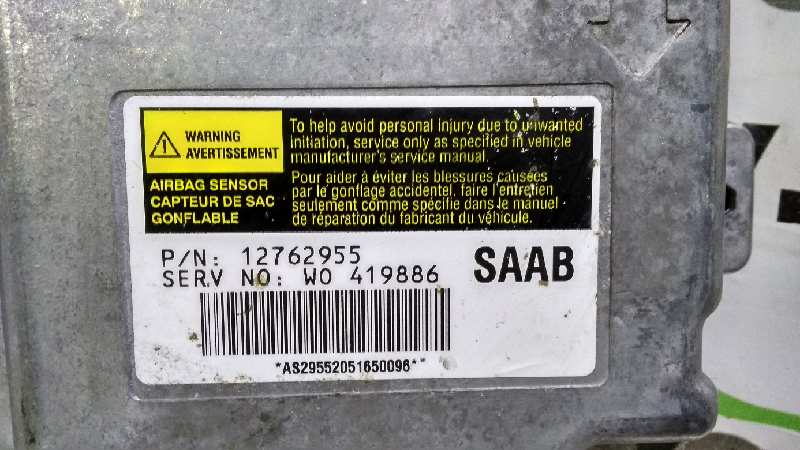 WARNING
AVERTISSEMENT
To help avoid personal injury due to unwanted
initiation, service only as specified in vehicle
manufacturer's service manual.
AIRBAG SENSOR
CAPTEUR DE SAC
GONFLABLE
Pour aider à éviter les blessures causées
par le gonflage accidentel, faire l'entretien
seulement comme spécifie dans le manuel
de réparation du fabricant du véhicule.
P/N: 12762955
SERV NO: WO 419886
SAAB
*AS29552051650096*